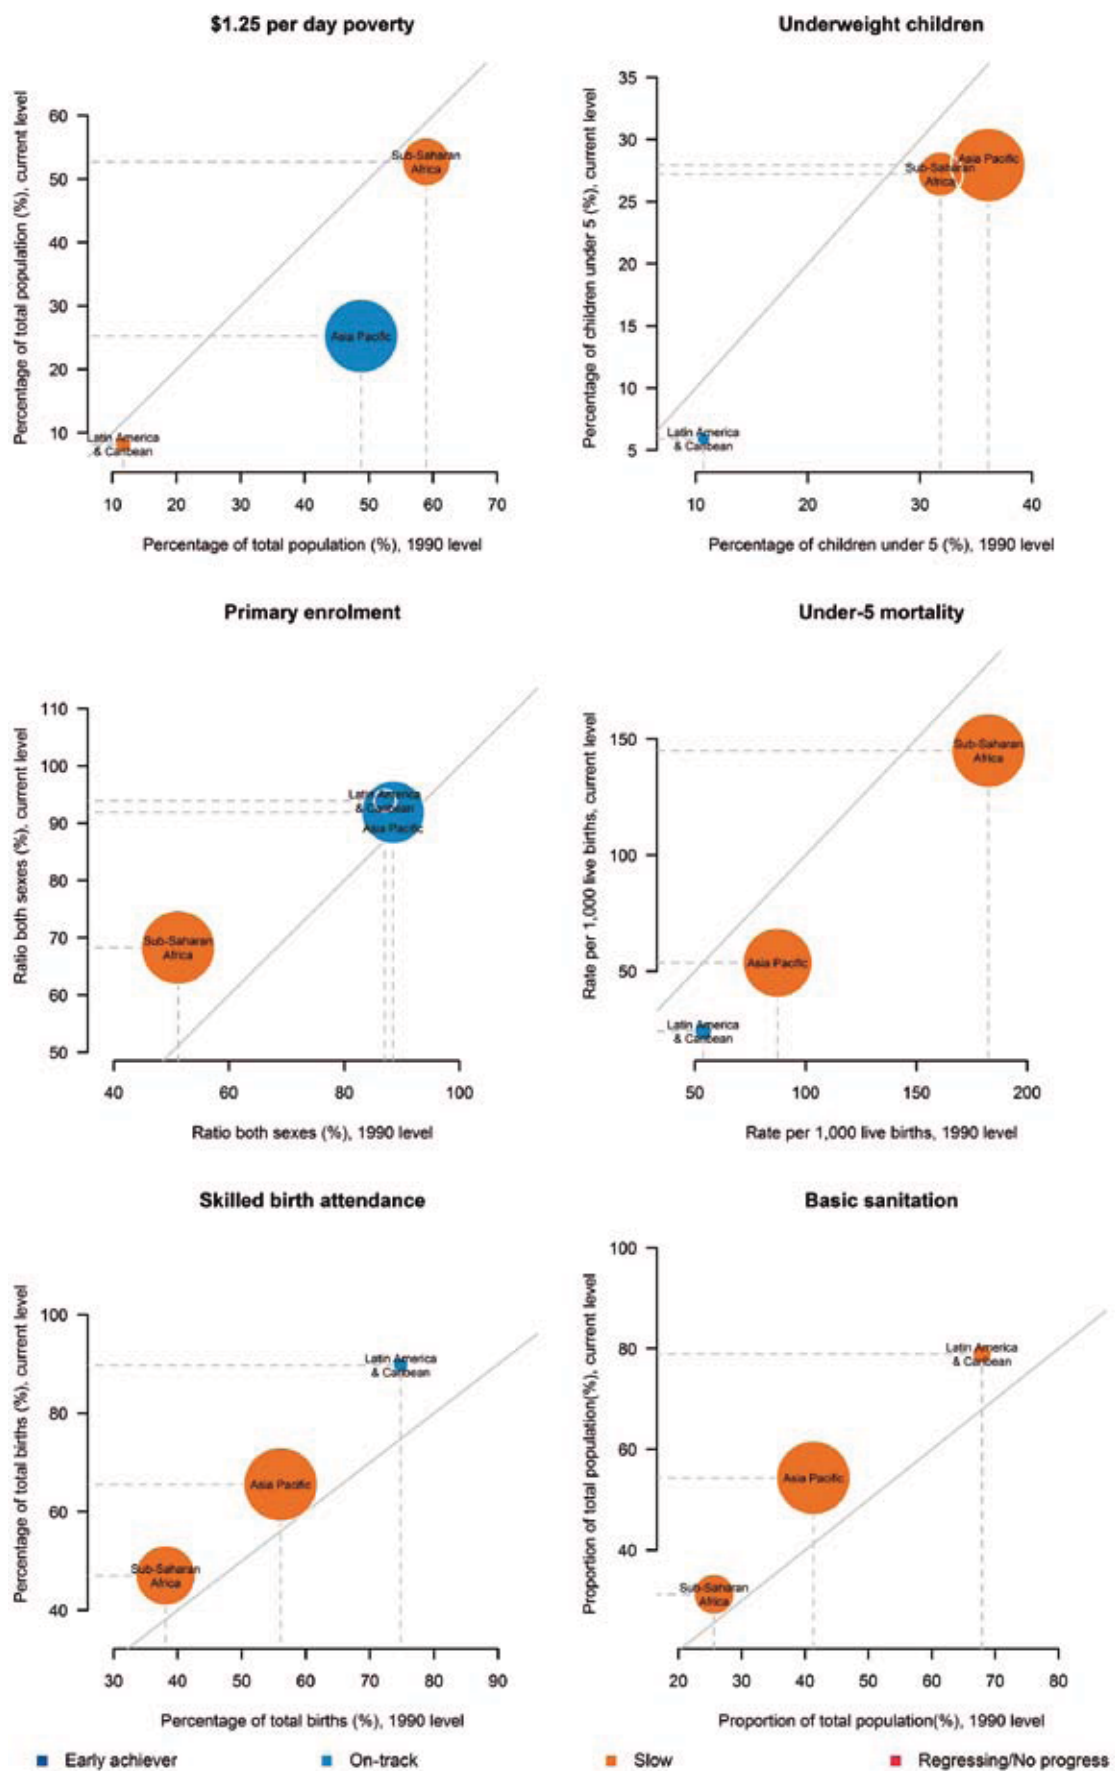 $1.25 per day poverty
Percentage of total population (%), current level
60
50
40
30
20
10
Sub-Saharan
Africa
Asia Pacific
Latin America
& Caribean
10 20 30 40 50 60 70
Percentage of total population (%), 1990 level
Underweight children
Percentage of children under 5 (%), current level
35
30
25
20
15
10
5
Sub-Saharan
Africa
Asia Pacific
Latin America
& Caribean
10 20 30 40
Percentage of children under 5 (%), 1990 level
Primary enrolment
Ratio both sexes (%), current level
110
100
90
80
70
60
50
Latin America
& Caribean
Asia Pacific
Sub-Saharan
Africa
40 60 80 100
Ratio both sexes (%), 1990 level
Under-5 mortality
Rate per 1,000 live births, current level
150
100
50
Sub-Saharan
Africa
Asia Pacific
Latin America
& Caribean
50 100 150 200
Rate per 1,000 live births, 1990 level
Skilled birth attendance
Percentage of total births (%), current level
100
80
60
40
Latin America
& Caribean
Asia Pacific
Sub-Saharan
Africa
30 40 50 60 70 80 90
Percentage of total births (%), 1990 level
Basic sanitation
Proportion of total population(%), current level
100
80
60
40
Latin America
& Caribean
Asia Pacific
Sub-Saharan
Africa
20 30 40 50 60 70 80
Proportion of total population(%), 1990 level
Early achiever On-track Slow Regressing/No progress